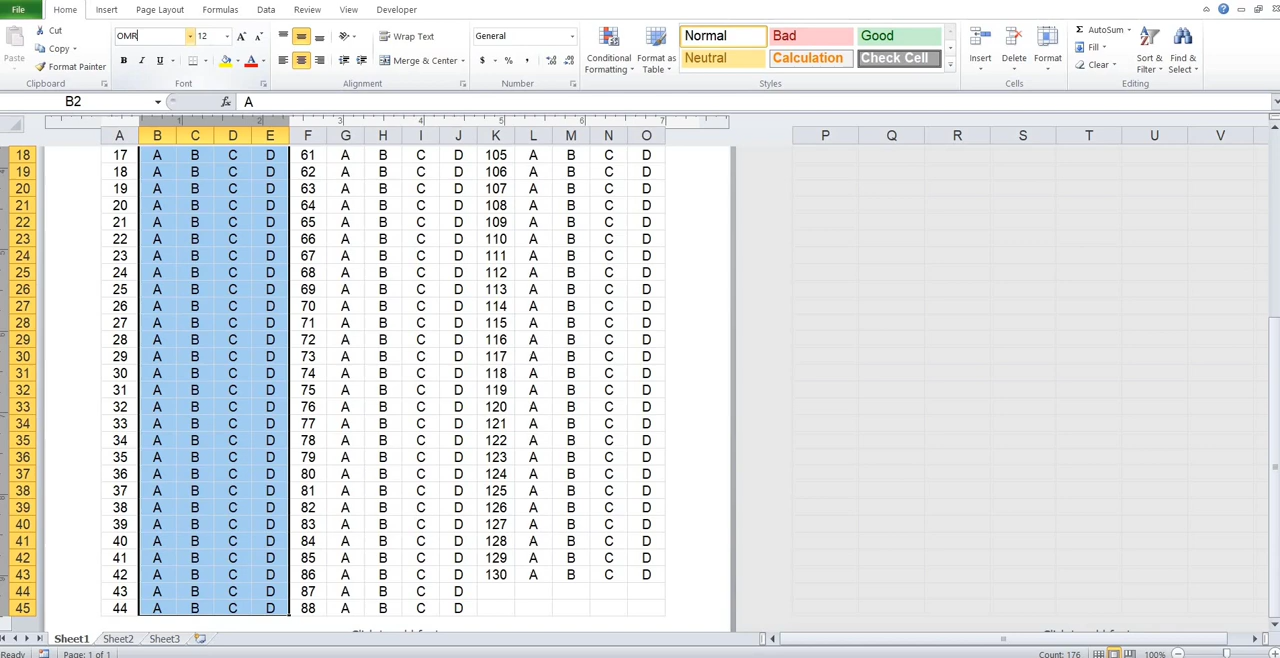 File Home Insert Page Layout Formulas Data Review View Developer
Paste Cut Copy Format Painter Clipboard
OMR 12 A A B I U A Font
Wrap Text Merge & Center Alignment
General $ % , Number
Conditional Formatting Format as Table Normal Bad Good Neutral Calculation Check Cell Styles
Insert Delete Format Cells
Σ AutoSum Fill Clear Sort & Filter Find & Select Editing
B2 fx A
1 2 3 4 5 6 7
A B C D E F G H I J K L M N O P Q R S T U V
18 17 A B C D 61 A B C D 105 A B C D
19 18 A B C D 62 A B C D 106 A B C D
20 19 A B C D 63 A B C D 107 A B C D
21 20 A B C D 64 A B C D 108 A B C D
22 21 A B C D 65 A B C D 109 A B C D
23 22 A B C D 66 A B C D 110 A B C D
24 23 A B C D 67 A B C D 111 A B C D
25 24 A B C D 68 A B C D 112 A B C D
26 25 A B C D 69 A B C D 113 A B C D
27 26 A B C D 70 A B C D 114 A B C D
28 27 A B C D 71 A B C D 115 A B C D
29 28 A B C D 72 A B C D 116 A B C D
30 29 A B C D 73 A B C D 117 A B C D
31 30 A B C D 74 A B C D 118 A B C D
32 31 A B C D 75 A B C D 119 A B C D
33 32 A B C D 76 A B C D 120 A B C D
34 33 A B C D 77 A B C D 121 A B C D
35 34 A B C D 78 A B C D 122 A B C D
36 35 A B C D 79 A B C D 123 A B C D
37 36 A B C D 80 A B C D 124 A B C D
38 37 A B C D 81 A B C D 125 A B C D
39 38 A B C D 82 A B C D 126 A B C D
40 39 A B C D 83 A B C D 127 A B C D
41 40 A B C D 84 A B C D 128 A B C D
42 41 A B C D 85 A B C D 129 A B C D
43 42 A B C D 86 A B C D 130 A B C D
44 43 A B C D 87 A B C D
45 44 A B C D 88 A B C D
Sheet1 Sheet2 Sheet3
Ready Page: 1 of 1 Count: 176 100%